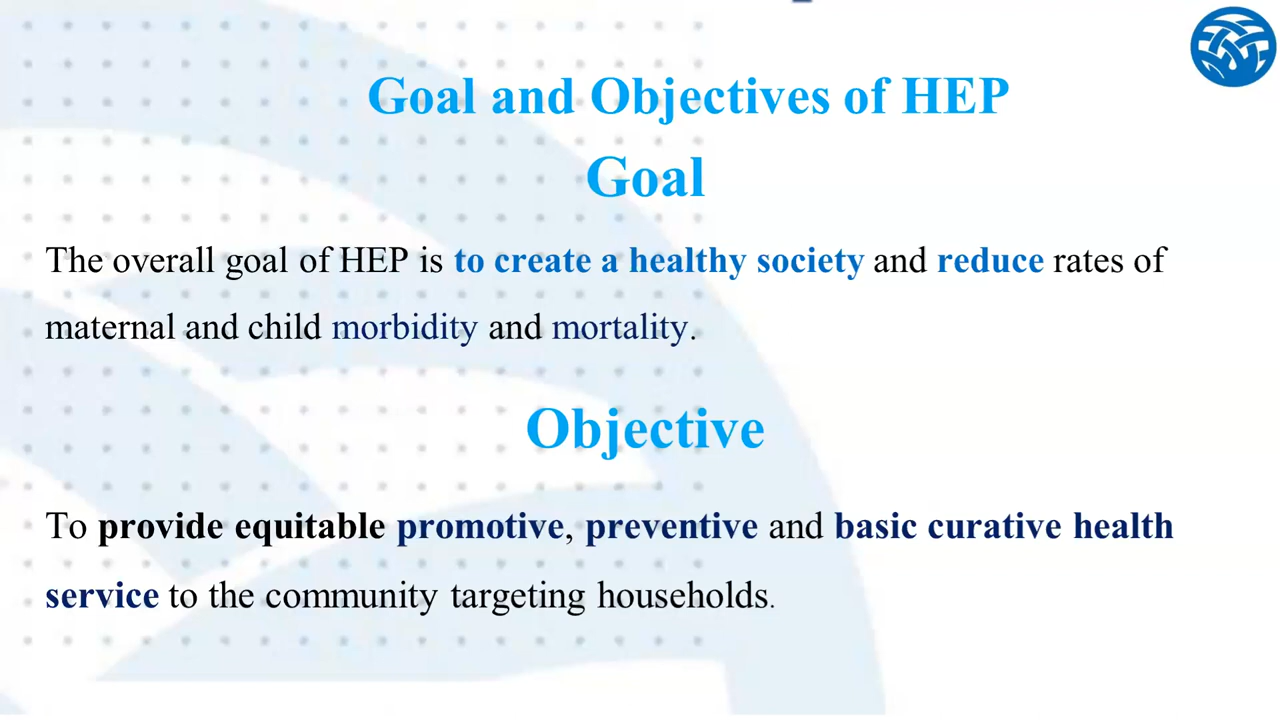 Goal and Objectives of HEP
Goal
The overall goal of HEP is to create a healthy society and reduce rates of
maternal and child morbidity and mortality.
Objective
To provide equitable promotive, preventive and basic curative health
service to the community targeting households.